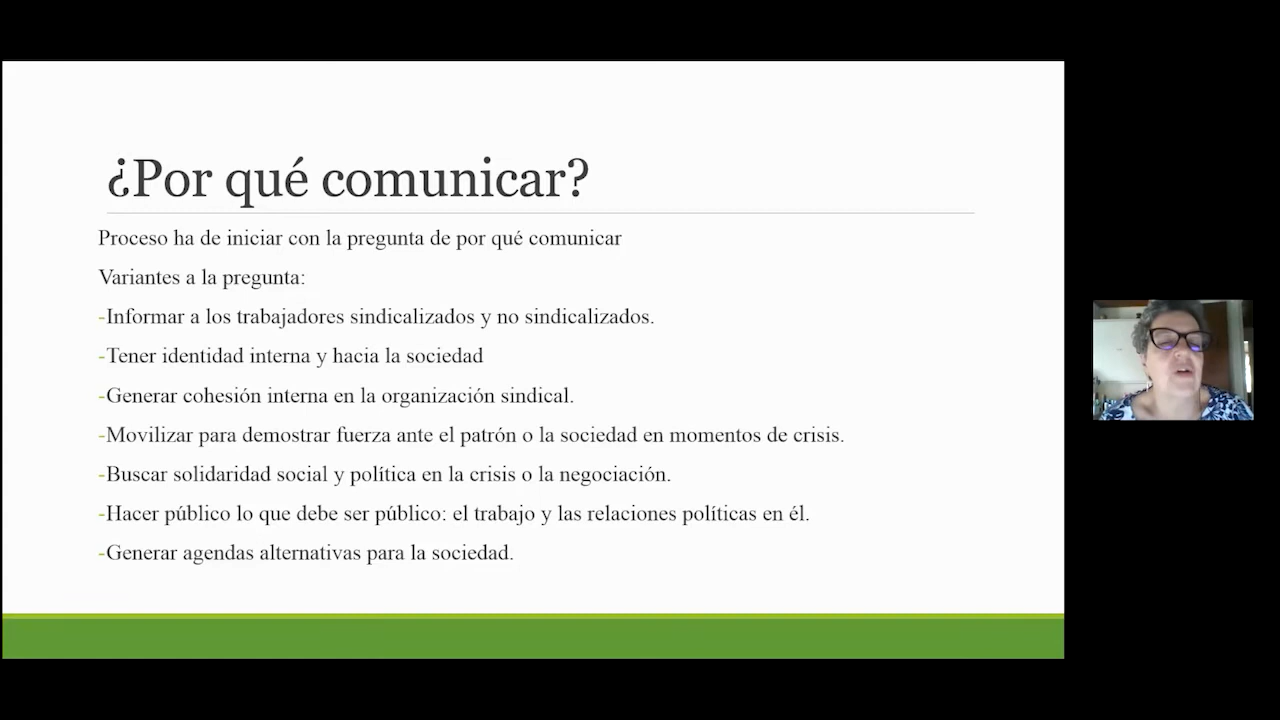 ¿Por qué comunicar?
Proceso ha de iniciar con la pregunta de por qué comunicar
Variantes a la pregunta:
-Informar a los trabajadores sindicalizados y no sindicalizados.
-Tener identidad interna y hacia la sociedad
-Generar cohesión interna en la organización sindical.
-Movilizar para demostrar fuerza ante el patrón o la sociedad en momentos de crisis.
-Buscar solidaridad social y política en la crisis o la negociación.
-Hacer público lo que debe ser público: el trabajo y las relaciones políticas en él.
-Generar agendas alternativas para la sociedad.